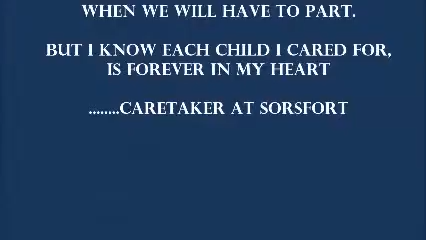 WHEN WE WILL HAVE TO PART.
BUT I KNOW EACH CHILD I CARED FOR,
IS FOREVER IN MY HEART
........CARETAKER AT SORSFORT